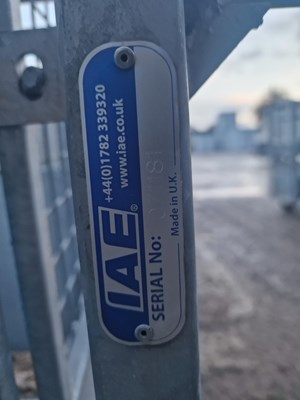 +44(0)1782 339320
www.iae.co.uk
IAE®
SERIAL No:
Made in U.K.